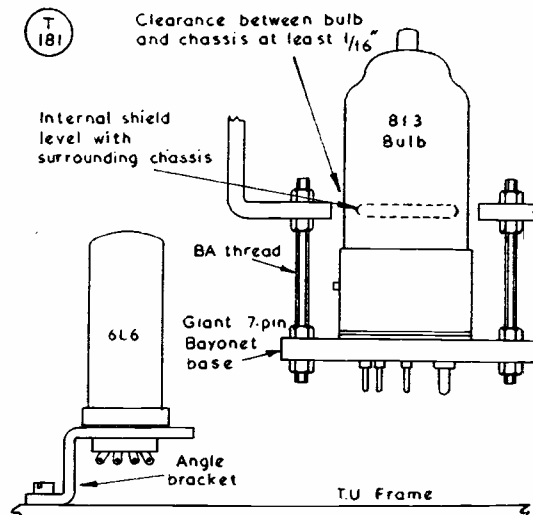 T
181
Clearance between bulb
and chassis at least 1/16"
Internal shield
level with
surrounding chassis
813
Bulb
BA thread
6L6
Giant 7-pin
Bayonet
base
Angle
bracket
T.U Frame